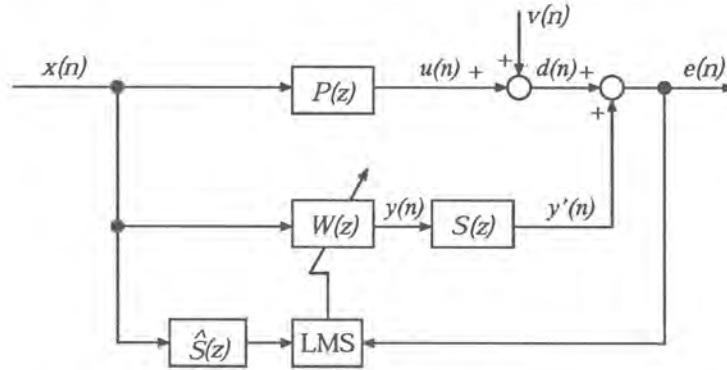 v(n)
x(n)
P(z)
u(n) +
+
d(n) +
e(n)
+
W(z)
y(n)
S(z)
y'(n)
Ŝ(z)
LMS